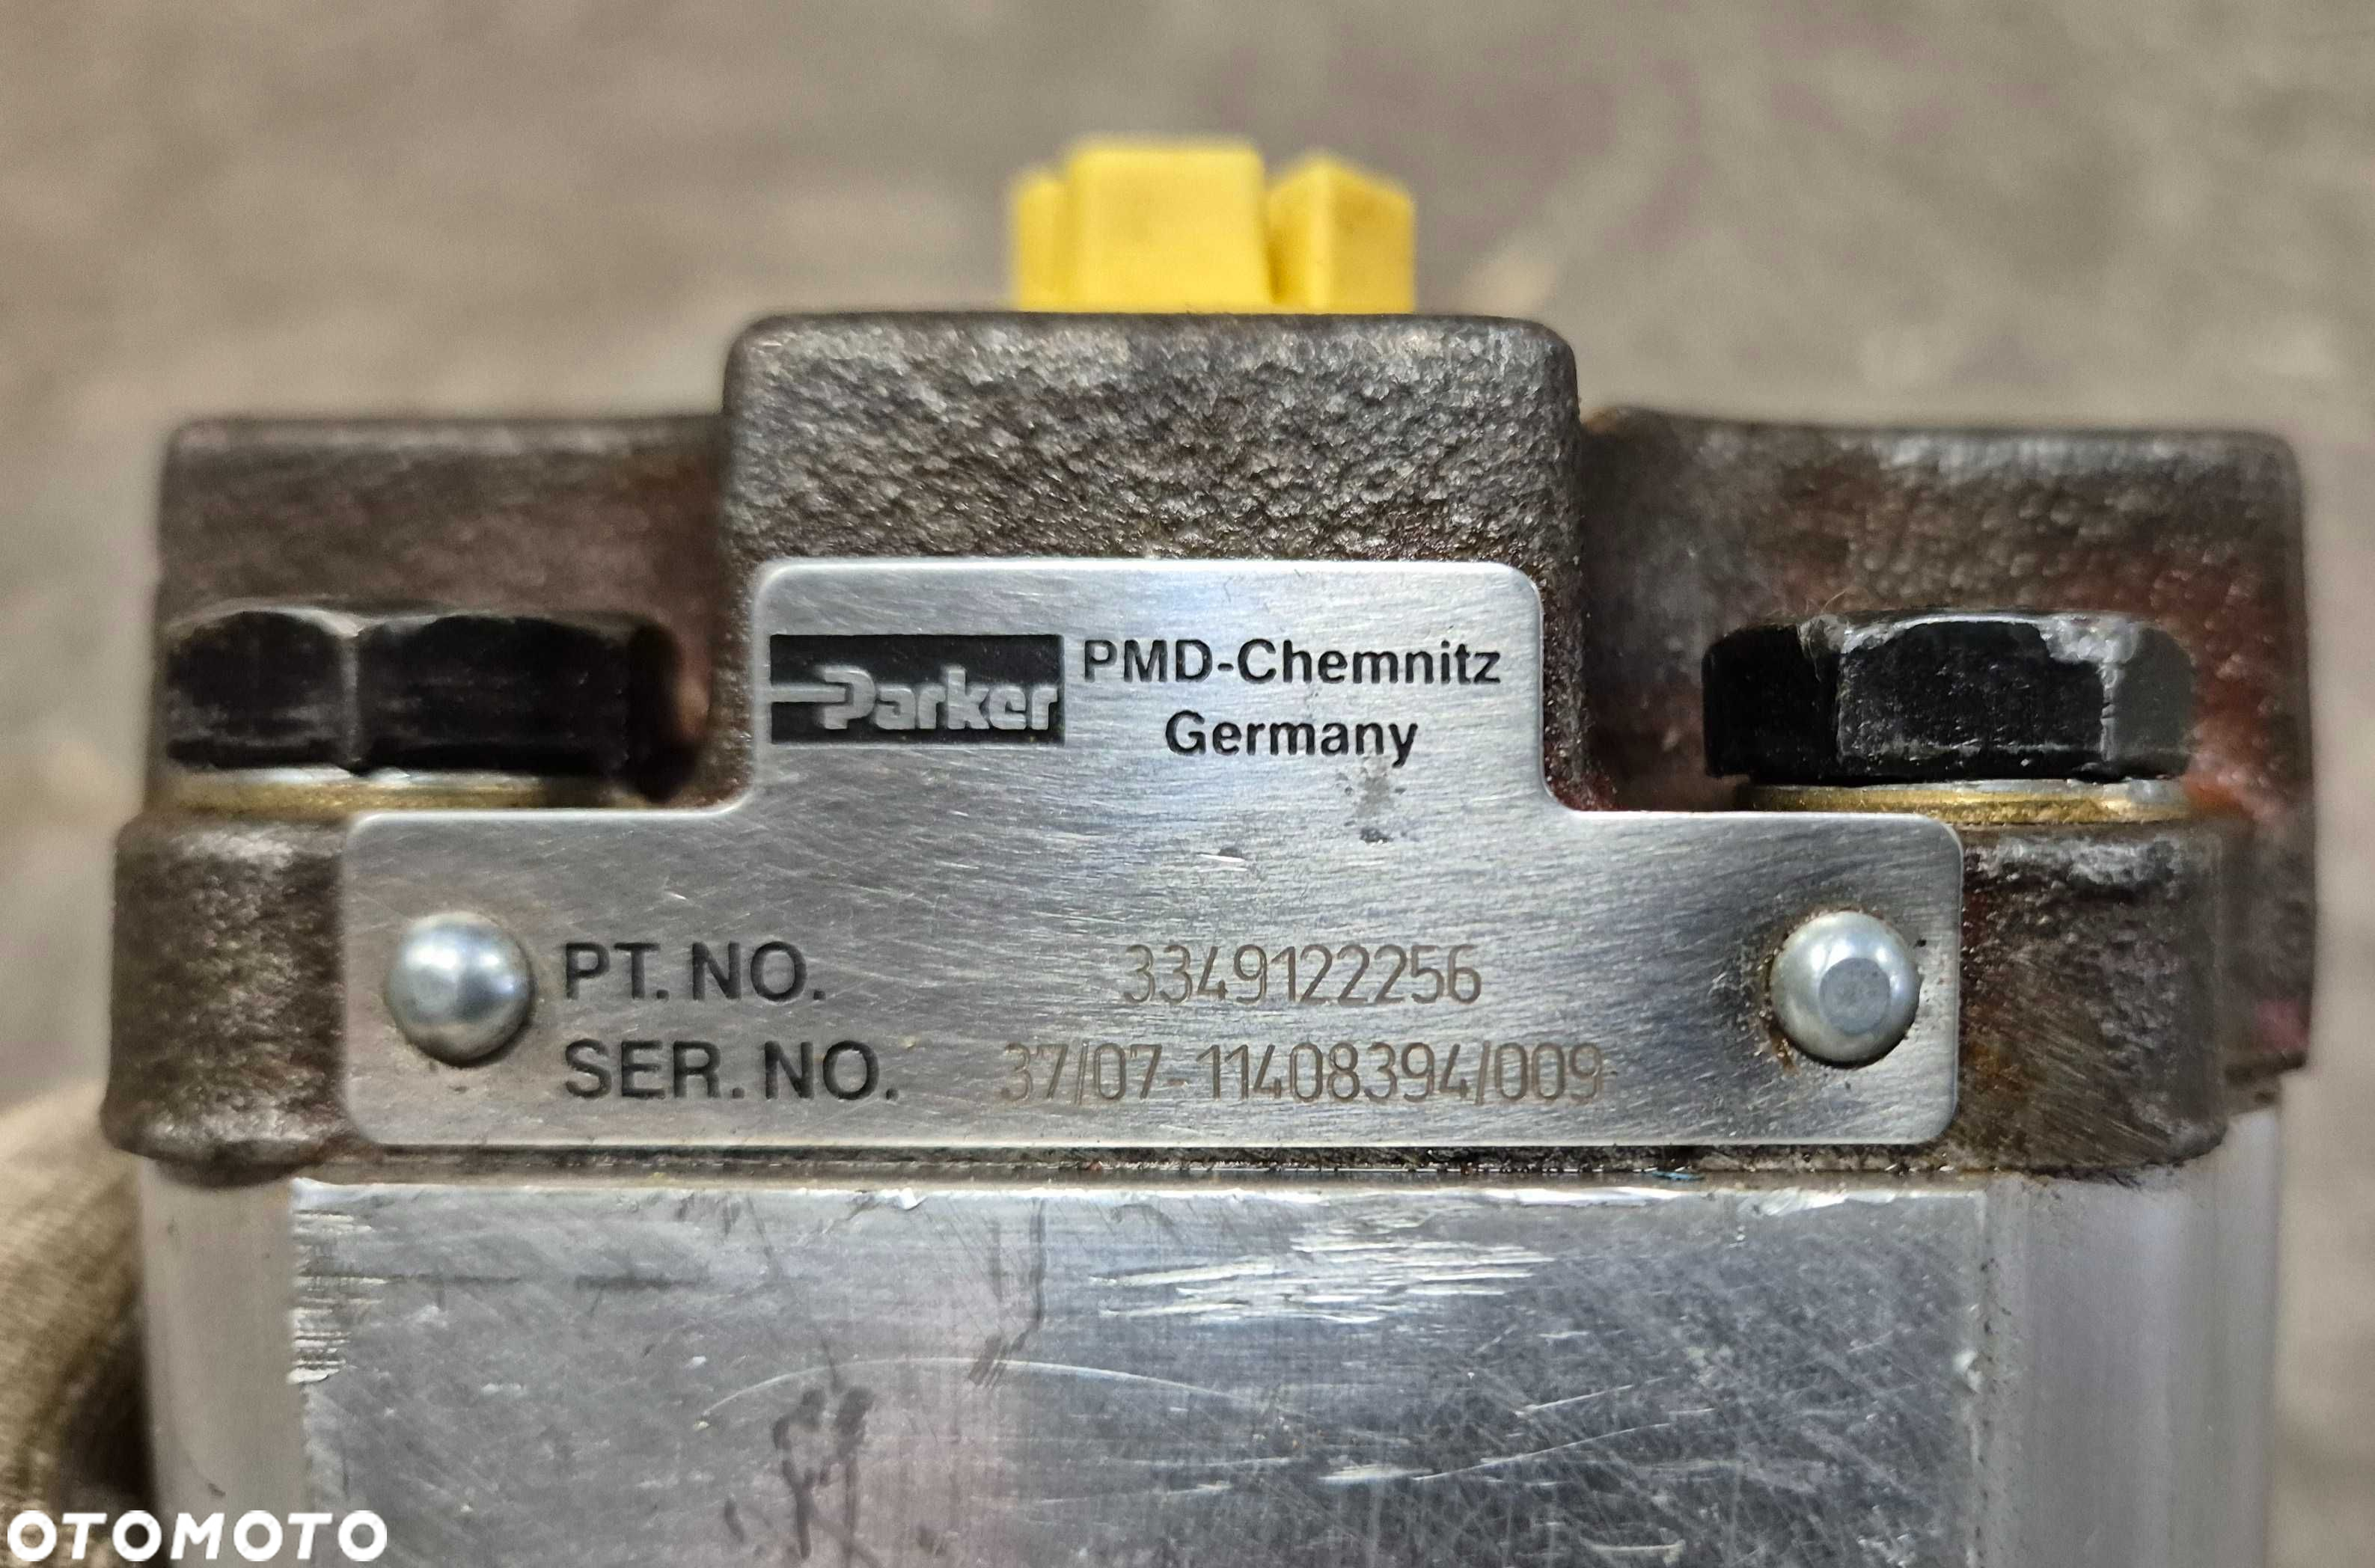 Parker PMD-Chemnitz
Germany
PT. NO. 3349122256
SER. NO. 37/07-11408394/009
OTOMOTO